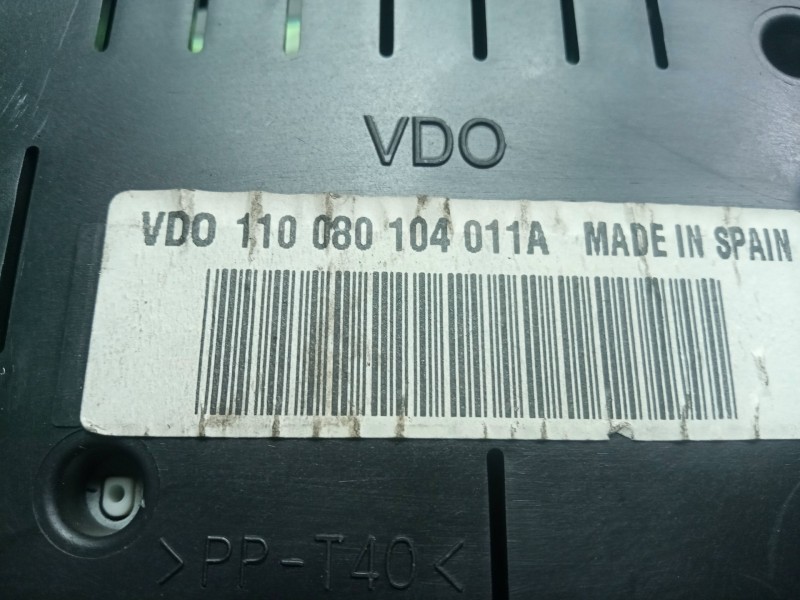 VDO
VDO 110 080 104 011A MADE IN SPAIN
>PP-T40<